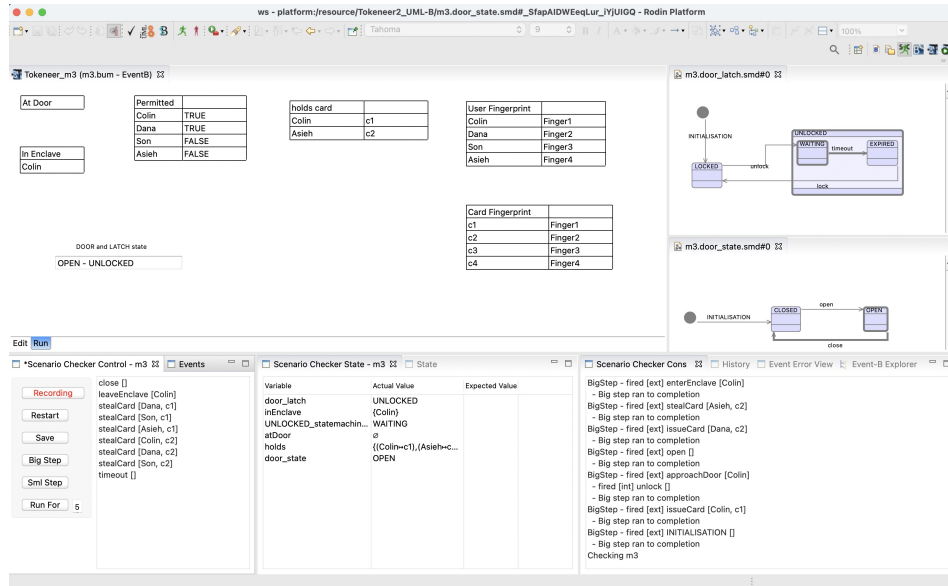 ws - platform:/resource/Tokeneer2_UML-B/m3.door_state.smd#_SfapAIDWEeqLur_iYjUIGQ - Rodin Platform
Tahoma
9
100%
Tokeneer_m3 (m3.bum - EventB)
At Door
In Enclave
Colin
Permitted
Colin TRUE
Dana TRUE
Son FALSE
Asieh FALSE
holds card
Colin c1
Asieh c2
User Fingerprint
Colin Finger1
Dana Finger2
Son Finger3
Asieh Finger4
Card Fingerprint
c1 Finger1
c2 Finger2
c3 Finger3
c4 Finger4
DOOR and LATCH state
OPEN - UNLOCKED
Edit Run
m3.door_latch.smd#0
INITIALISATION
LOCKED
unlock
UNLOCKED
WAITING
timeout
EXPIRED
lock
m3.door_state.smd#0
INITIALISATION
CLOSED
open
OPEN
close
*Scenario Checker Control - m3 Events
Recording
Restart
Save
Big Step
Sml Step
Run For 5
close []
leaveEnclave [Colin]
stealCard [Dana, c1]
stealCard [Son, c1]
stealCard [Asieh, c1]
stealCard [Colin, c2]
stealCard [Dana, c2]
stealCard [Son, c2]
timeout []
Scenario Checker State - m3 State
Variable Actual Value Expected Value
door_latch UNLOCKED
inEnclave {Colin}
UNLOCKED_statemachin... WAITING
atDoor ∅
holds {(Colin↦c1),(Asieh↦c...
door_state OPEN
Scenario Checker Cons History Event Error View Event-B Explorer
BigStep - fired [ext] enterEnclave [Colin]
- Big step ran to completion
BigStep - fired [ext] stealCard [Asieh, c2]
- Big step ran to completion
BigStep - fired [ext] issueCard [Dana, c2]
- Big step ran to completion
BigStep - fired [ext] open []
- Big step ran to completion
BigStep - fired [ext] approachDoor [Colin]
- fired [int] unlock []
- Big step ran to completion
BigStep - fired [ext] issueCard [Colin, c1]
- Big step ran to completion
BigStep - fired [ext] INITIALISATION []
- Big step ran to completion
Checking m3